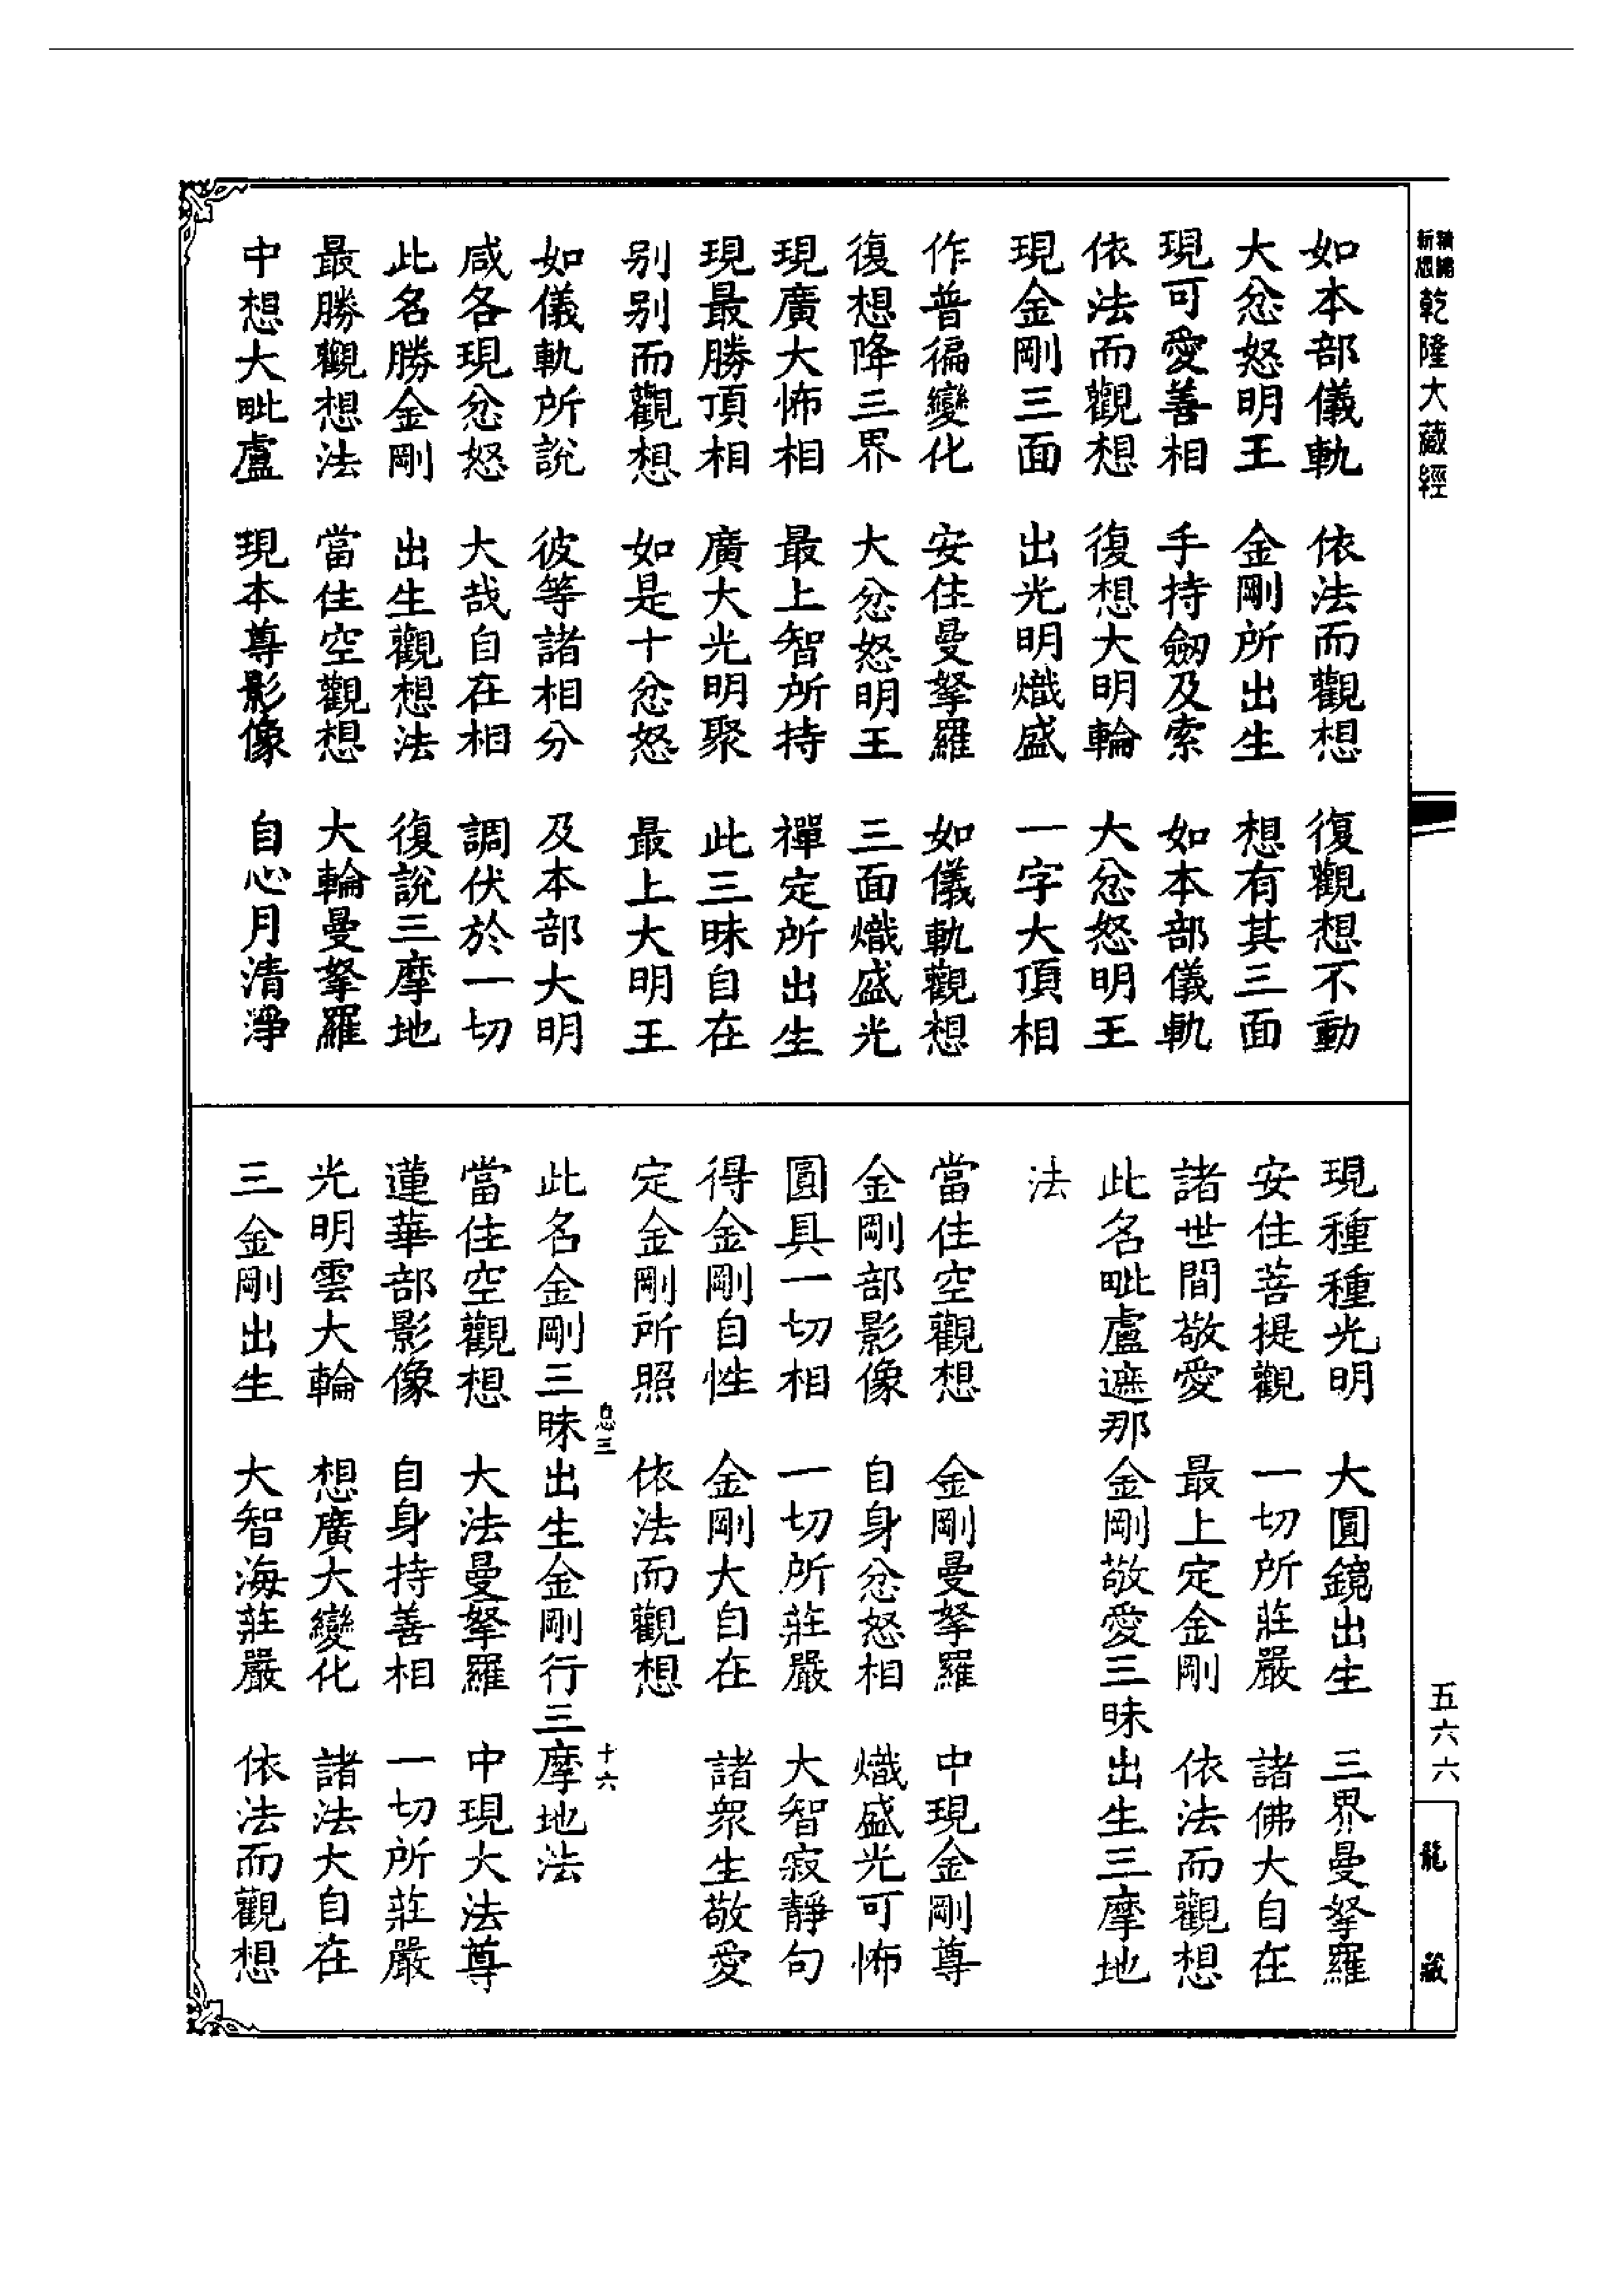 乾隆大藏經
如本部儀軌　依法而觀想　復觀想不動
大忿怒明王　金剛所出生　想有其三面
現可愛善相　手持劒及索　如本部儀軌
依法而觀想　復想大明輪　大忿怒明王
現金剛三面　出光明熾盛　一字大頂相
作普徧變化　安住曼拏羅　如儀軌觀想
復想降三界　大忿怒明王　三面熾盛光
現廣大怖相　最上智所持　禪定所出生
現最勝頂相　廣大光明聚　此三昧自在
別別而觀想　如是十忿怒　最上大明王
如儀軌所說　彼等諸相分　及本部大明
咸各現忿怒　大哉自在相　調伏於一切
此名勝金剛　出生觀想法　復說三摩地
最勝觀想法　當住空觀想　大輪曼拏羅
中想大毗盧　現本尊影像　自心月清淨
現種種光明　大圓鏡出生　三界曼拏羅
安住菩提觀　一切所莊嚴　諸佛大自在
諸世間敬愛　最上定金剛　依法而觀想
此名毗盧遮那金剛敬愛三昧出生三摩地
法
當住空觀想　金剛曼拏羅　中現金剛尊
金剛部影像　自身忿怒相　熾盛光可怖
圓具一切相　一切所莊嚴　大智寂靜句
得金剛自性　金剛大自在　諸衆生敬愛
定金剛所照　依法而觀想
此名金剛三昧出生金剛行三摩地法
十六
當住空觀想　大法曼拏羅　中現大法尊
蓮華部影像　自身持善相　一切所莊嚴
光明雲大輪　想廣大變化　諸法大自在
三金剛出生　大智海莊嚴　依法而觀想
五六六
龍藏